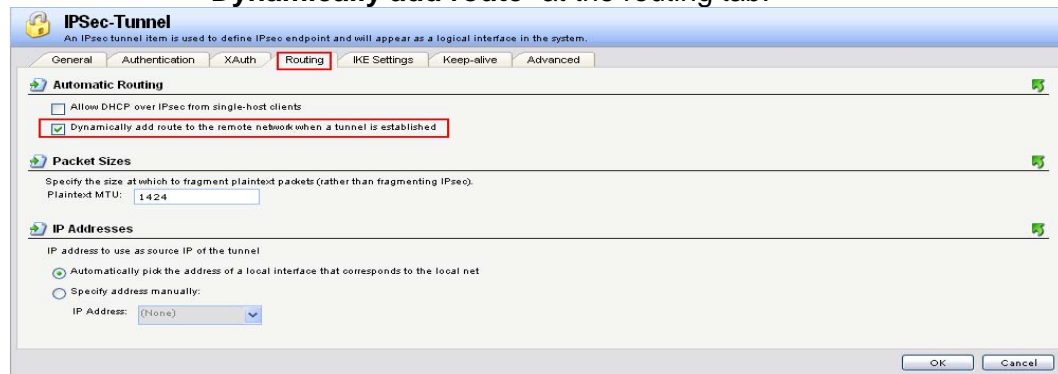 "Dynamically add route" at the routing tab.
IPSec-Tunnel
An IPsec tunnel item is used to define IPsec endpoint and will appear as a logical interface in the system.
General Authentication XAuth Routing IKE Settings Keep-alive Advanced
Automatic Routing
Allow DHCP over IPsec from single-host clients
Dynamically add route to the remote network when a tunnel is established
Packet Sizes
Specify the size at which to fragment plaintext packets (rather than fragmenting IPsec).
Plaintext MTU: 1424
IP Addresses
IP address to use as source IP of the tunnel
Automatically pick the address of a local interface that corresponds to the local net
Specify address manually:
IP Address: (None)
OK Cancel